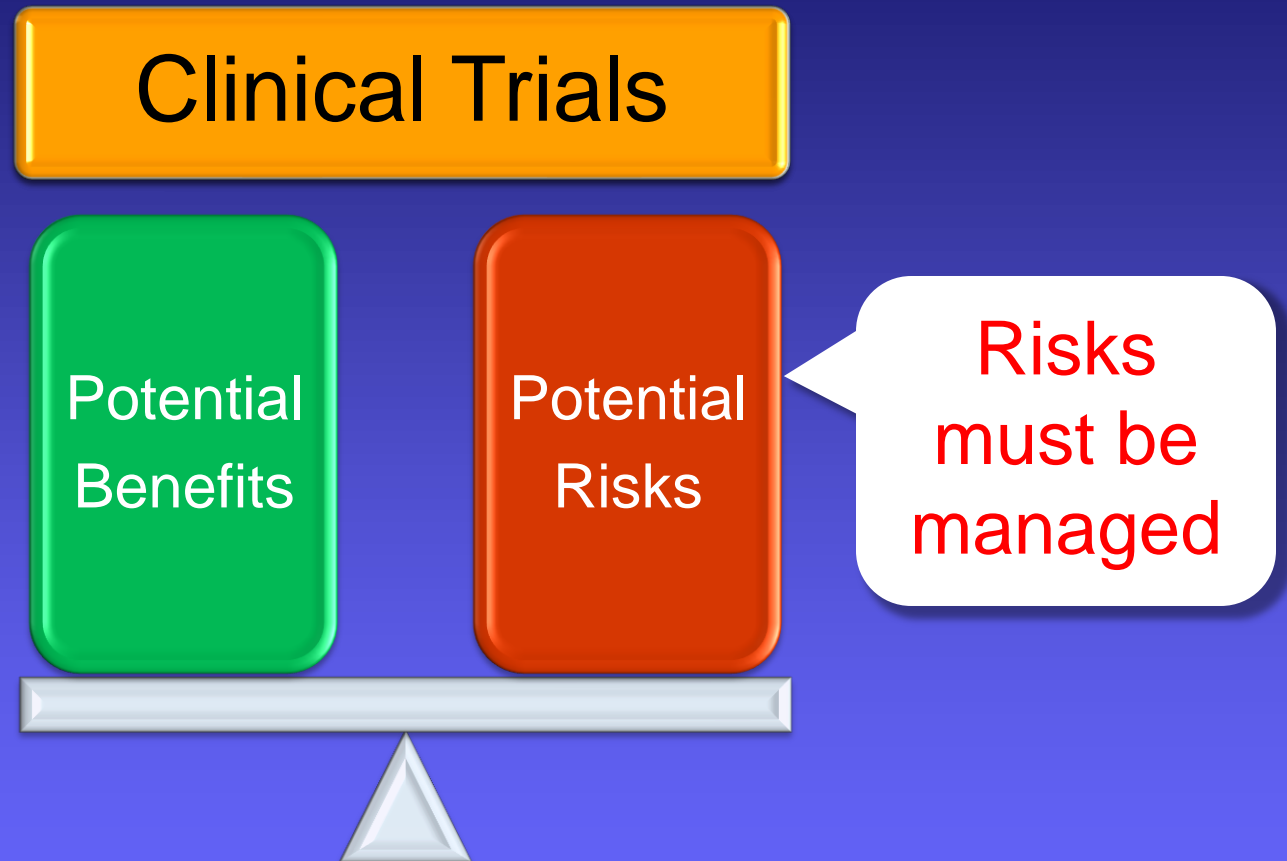 Clinical Trials
Potential
Benefits
Potential
Risks
Risks
must be
managed